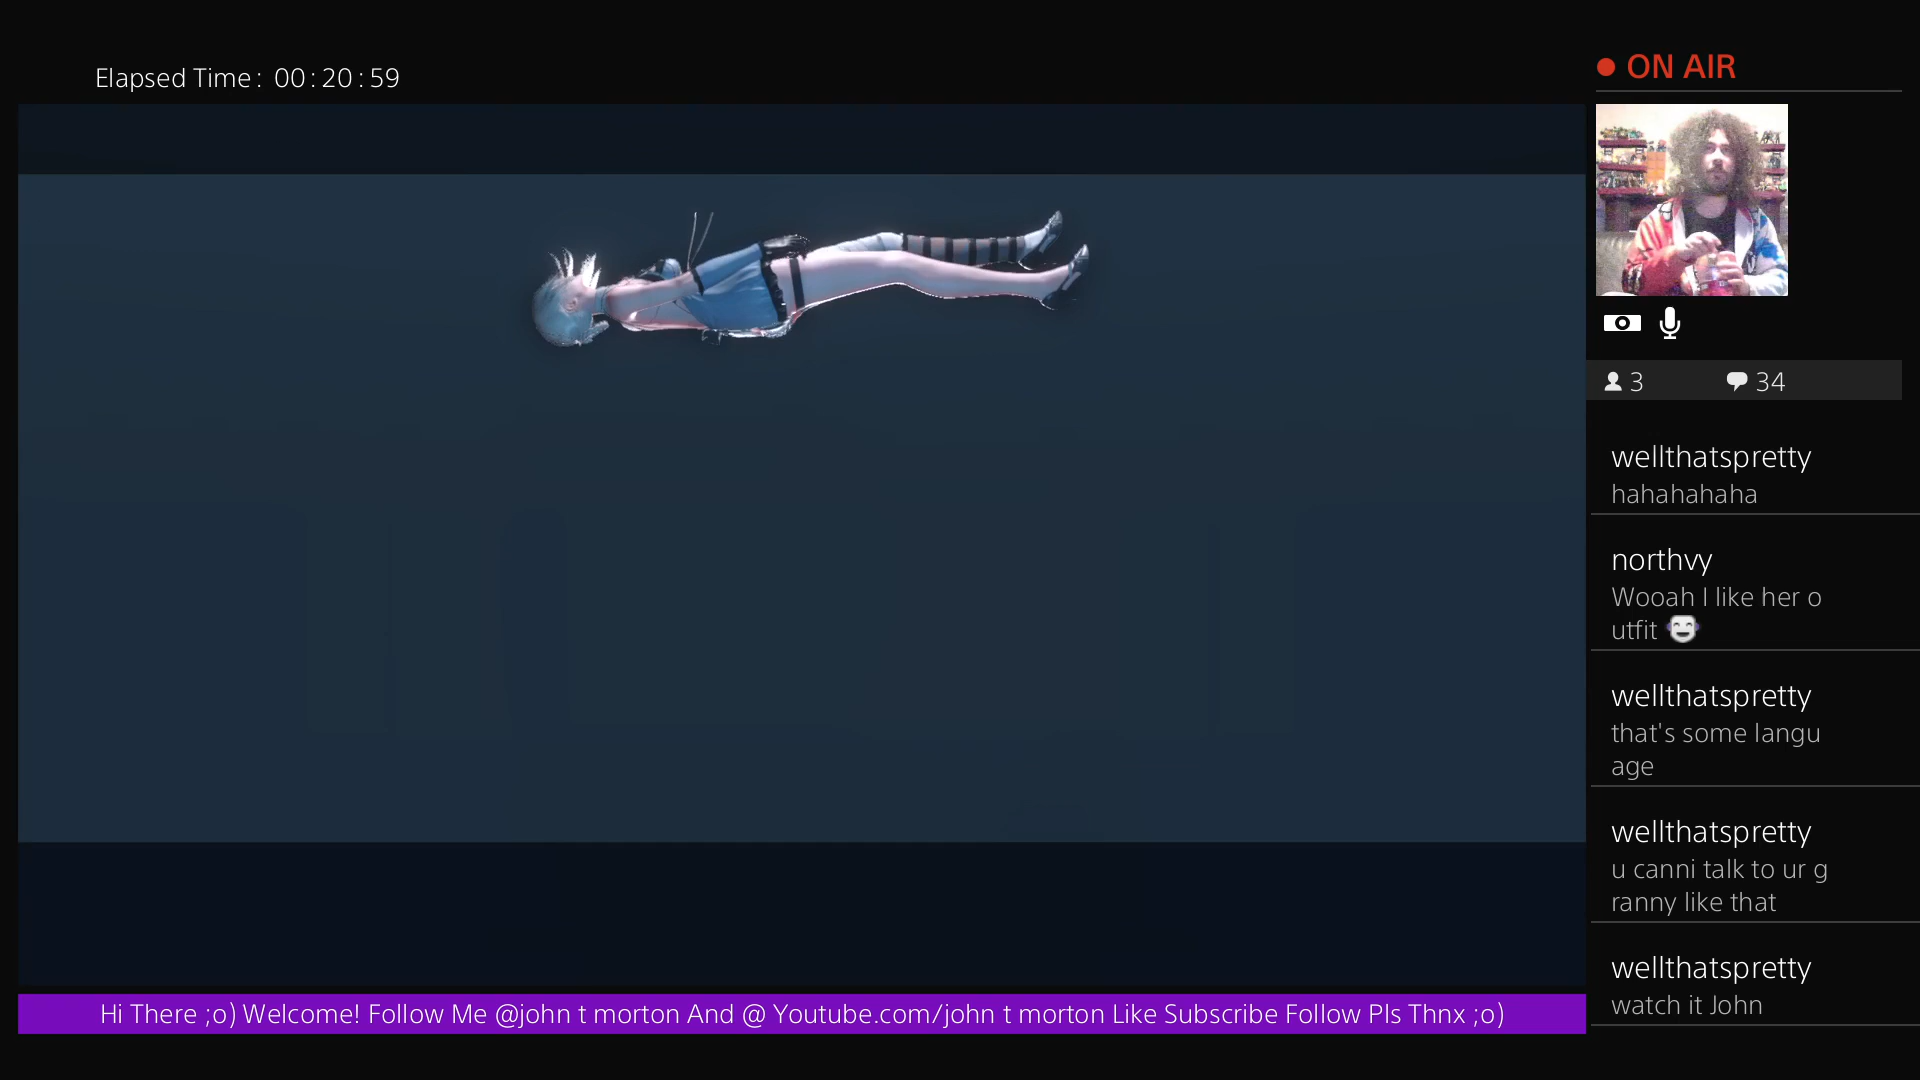 Elapsed Time: 00:20:59
ON AIR
3
34
wellthatspretty
hahahahaha
northvy
Wooah I like her o
utfit
wellthatspretty
that's some langu
age
wellthatspretty
u canni talk to ur g
ranny like that
wellthatspretty
watch it John
Hi There ;o) Welcome! Follow Me @john t morton And @ Youtube.com/john t morton Like Subscribe Follow Pls Thnx ;o)